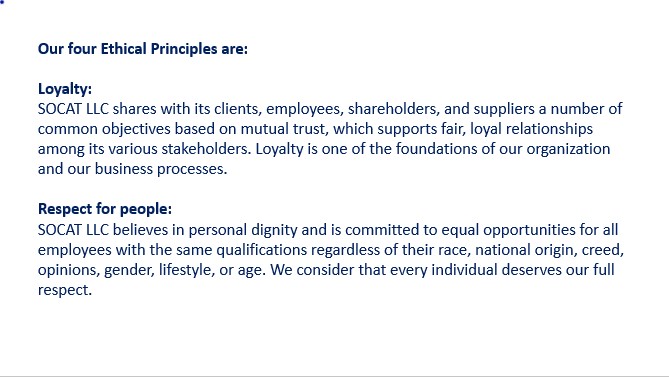 Our four Ethical Principles are:
Loyalty:
SOCAT LLC shares with its clients, employees, shareholders, and suppliers a number of
common objectives based on mutual trust, which supports fair, loyal relationships
among its various stakeholders. Loyalty is one of the foundations of our organization
and our business processes.
Respect for people:
SOCAT LLC believes in personal dignity and is committed to equal opportunities for all
employees with the same qualifications regardless of their race, national origin, creed,
opinions, gender, lifestyle, or age. We consider that every individual deserves our full
respect.